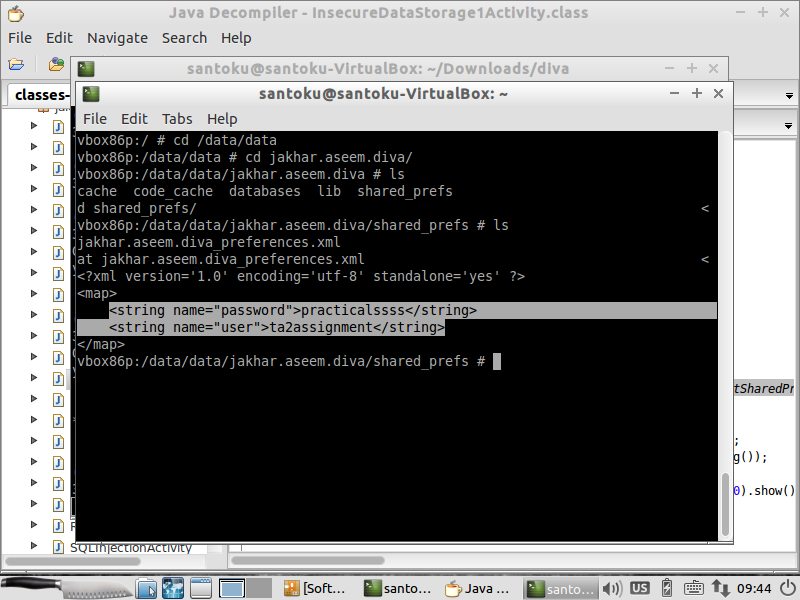 Java Decompiler - InsecureDataStorage1Activity.class
File Edit Navigate Search Help
santoku@santoku-VirtualBox: ~/Downloads/diva
classes-
santoku@santoku-VirtualBox: ~
File Edit Tabs Help
vbox86p:/ # cd /data/data
vbox86p:/data/data # cd jakhar.aseem.diva/
vbox86p:/data/data/jakhar.aseem.diva # ls
cache code_cache databases lib shared_prefs
d shared_prefs/ <
vbox86p:/data/data/jakhar.aseem.diva/shared_prefs # ls
jakhar.aseem.diva_preferences.xml
at jakhar.aseem.diva_preferences.xml <
<?xml version='1.0' encoding='utf-8' standalone='yes' ?>
<map>
<string name="password">practicalssss</string>
<string name="user">ta2assignment</string>
</map>
vbox86p:/data/data/jakhar.aseem.diva/shared_prefs #
tSharedPr
;
g());
0).show()
SQLInjectionActivity
[Soft...
santo...
Java ...
santo...
US
09:44